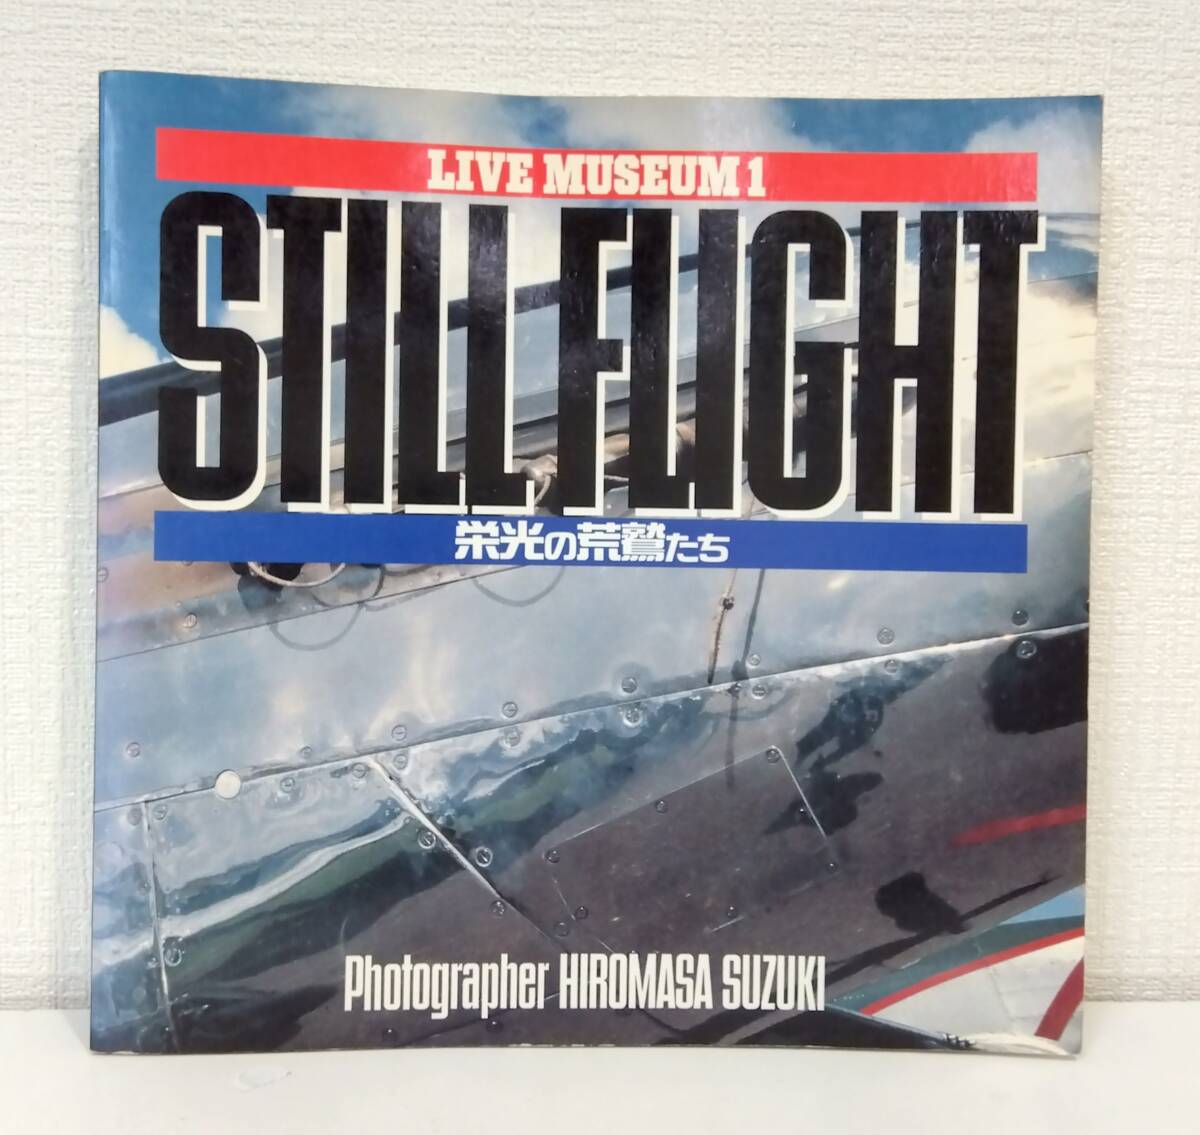 LIVE MUSEUM 1
STILL FLIGHT
栄光の荒鷲たち
Photographer HIROMASA SUZUKI